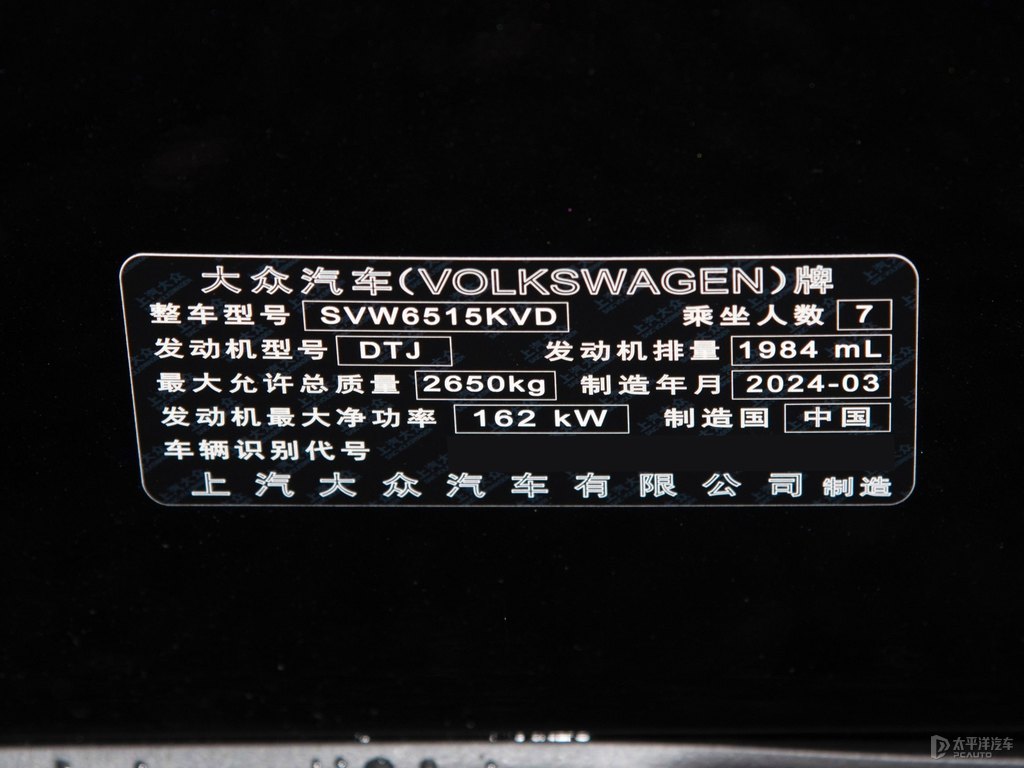 大众汽车(VOLKSWAGEN)牌
整车型号 SVW6515KVD 乘坐人数 7
发动机型号 DTJ 发动机排量 1984 mL
最大允许总质量 2650kg 制造年月 2024-03
发动机最大净功率 162 kW 制造国 中国
车辆识别代号
上汽大众汽车有限公司 制造
太平洋汽车
PCAUTO